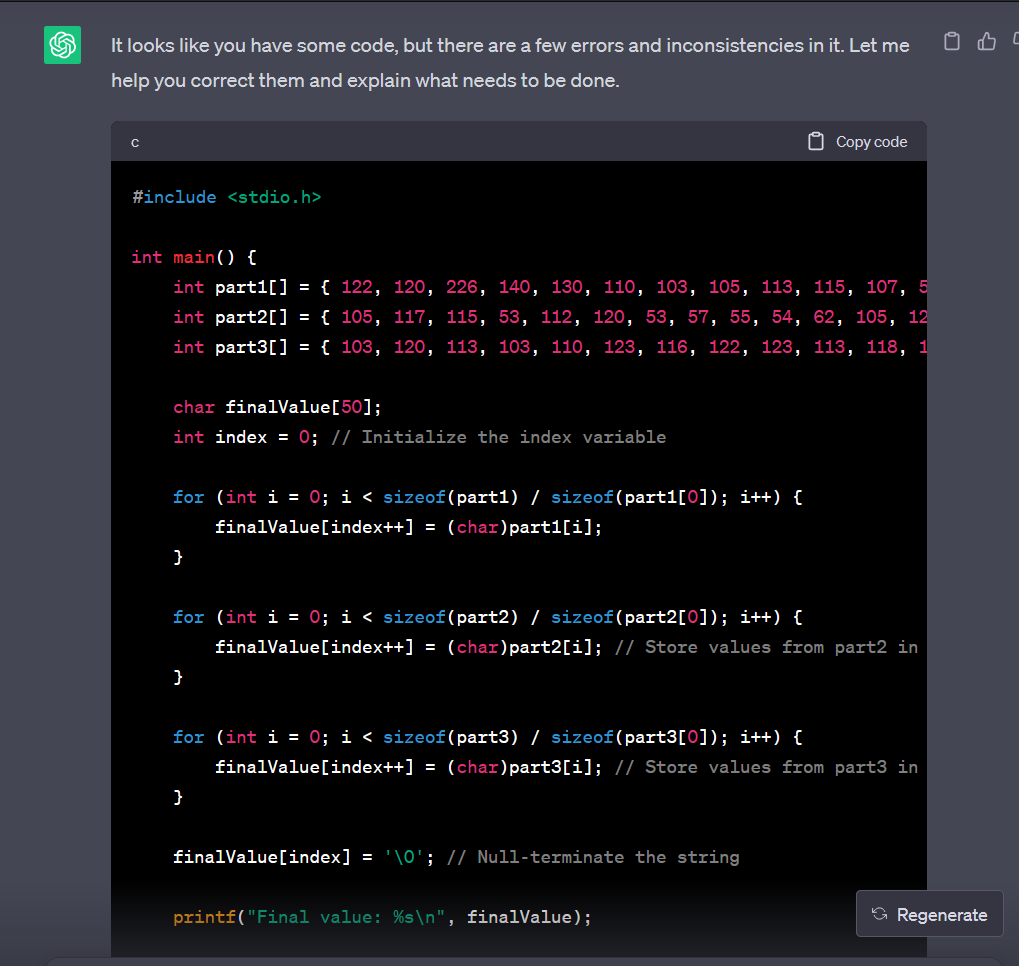 It looks like you have some code, but there are a few errors and inconsistencies in it. Let me
help you correct them and explain what needs to be done.
c
Copy code
#include <stdio.h>
int main() {
    int part1[] = { 122, 120, 226, 140, 130, 110, 103, 105, 113, 115, 107,
    int part2[] = { 105, 117, 115, 53, 112, 120, 53, 57, 55, 54, 62, 105,
    int part3[] = { 103, 120, 113, 103, 110, 123, 116, 122, 123, 113, 118,
    char finalValue[50];
    int index = 0; // Initialize the index variable
    for (int i = 0; i < sizeof(part1) / sizeof(part1[0]); i++) {
        finalValue[index++] = (char)part1[i];
    }
    for (int i = 0; i < sizeof(part2) / sizeof(part2[0]); i++) {
        finalValue[index++] = (char)part2[i]; // Store values from part2 in
    }
    for (int i = 0; i < sizeof(part3) / sizeof(part3[0]); i++) {
        finalValue[index++] = (char)part3[i]; // Store values from part3 in
    }
    finalValue[index] = '\0'; // Null-terminate the string
    printf("Final value: %s\n", finalValue);
Regenerate